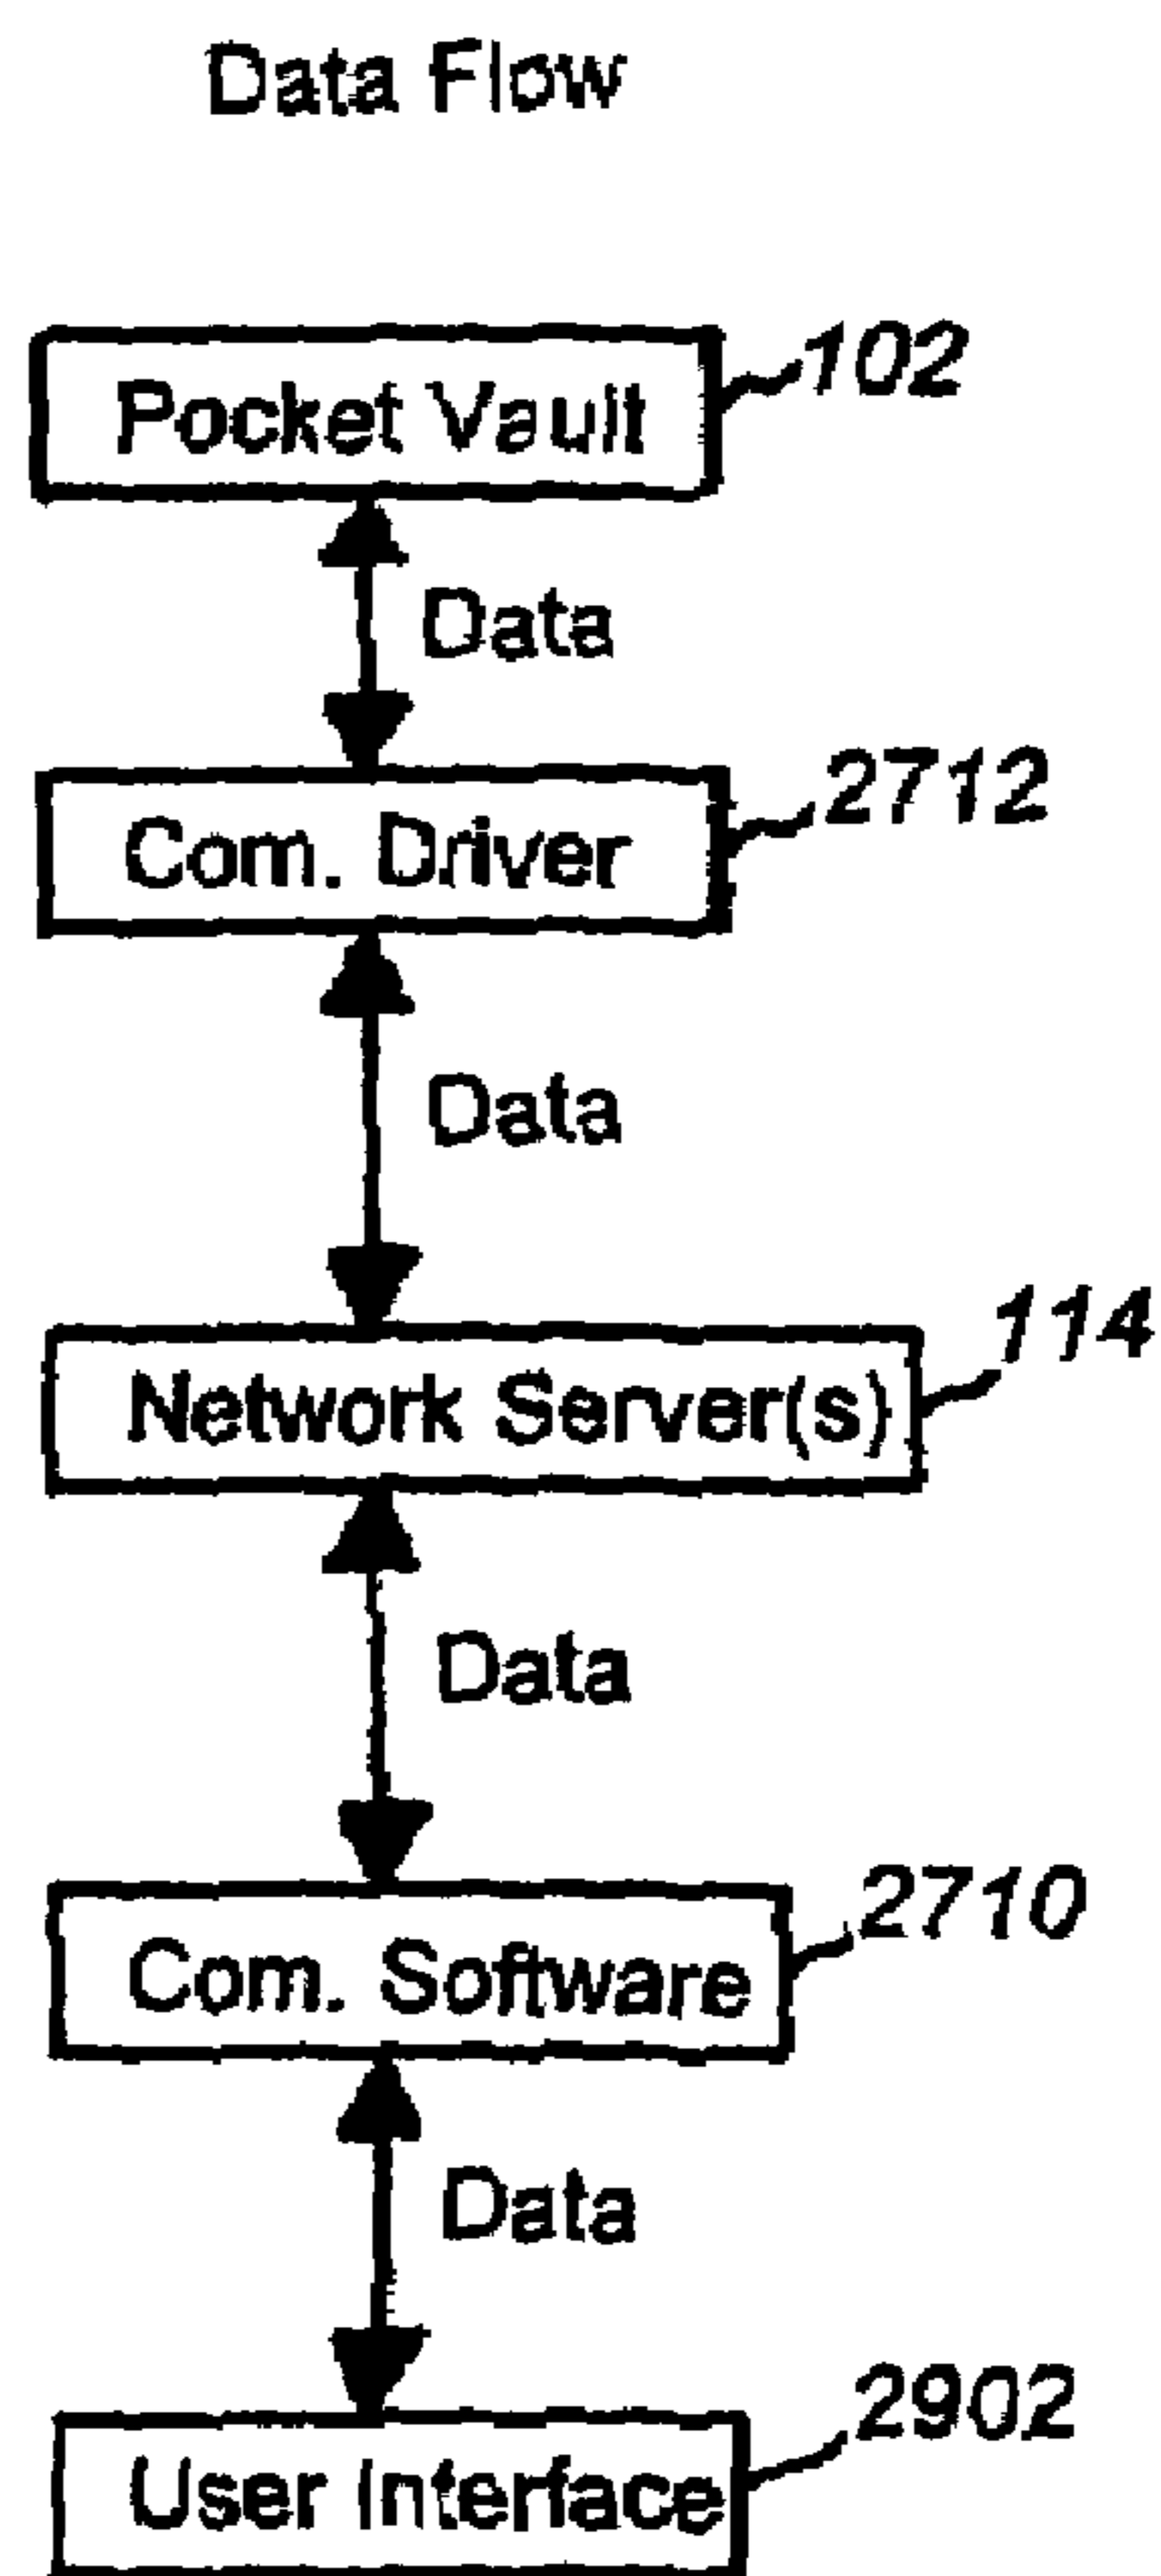 Data Flow
Pocket Vault
102
Data
Com. Driver
2712
Data
Network Server(s)
114
Data
Com. Software
2710
Data
User Interface
2902